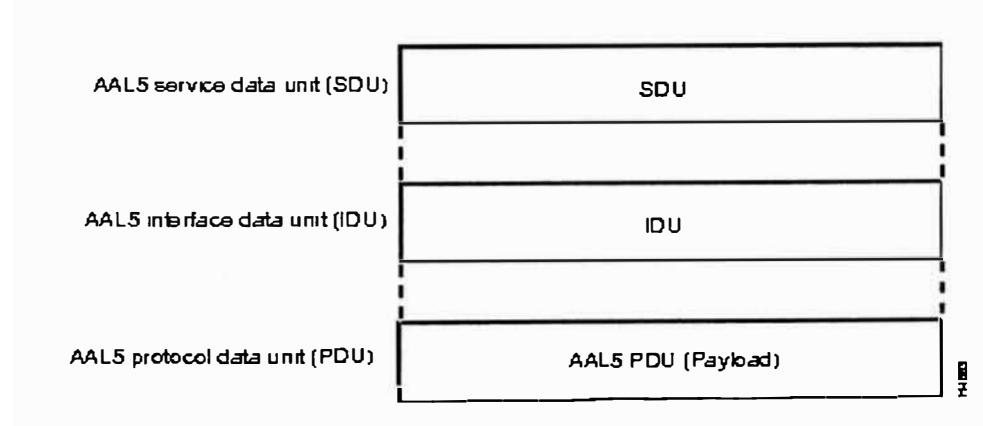 AAL5 service data unit (SDU)
SDU
AAL5 interface data unit (IDU)
IDU
AAL5 protocol data unit (PDU)
AAL5 PDU (Payload)